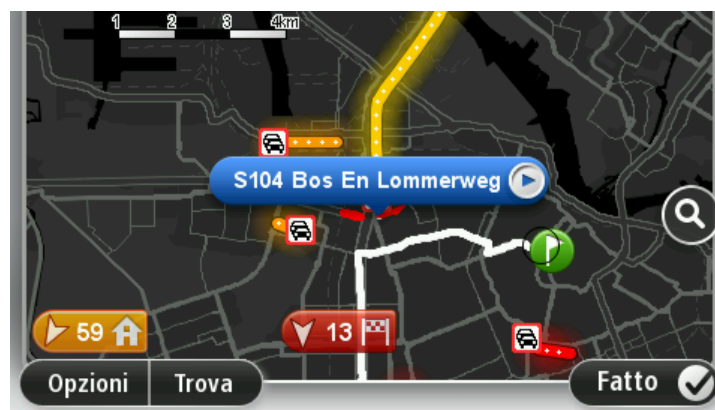 1 2 3 4km
S104 Bos En Lommerweg
59
13
Opzioni Trova Fatto